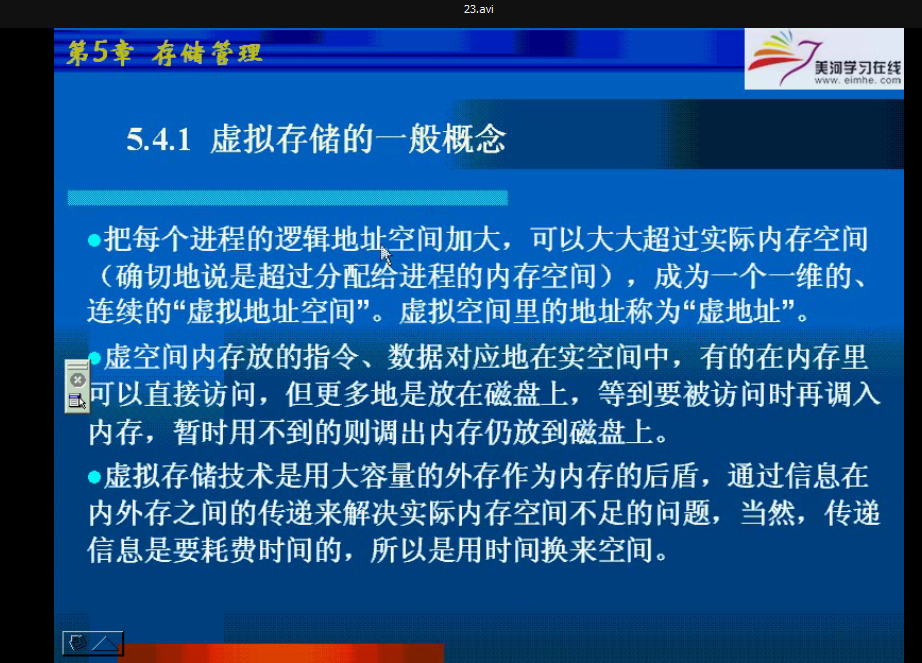 23.avi
第5章 存储管理
美河学习在线
www.eimhe.com
5.4.1 虚拟存储的一般概念
●把每个进程的逻辑地址空间加大，可以大大超过实际内存空间
（确切地说是超过分配给进程的内存空间），成为一个一维的、
连续的“虚拟地址空间”。虚拟空间里的地址称为“虚地址”。
●虚空间内存放的指令、数据对应地在实空间中，有的在内存里
可以直接访问，但更多地是放在磁盘上，等到要被访问时再调入
内存，暂时用不到的则调出内存仍放到磁盘上。
●虚拟存储技术是用大容量的外存作为内存的后盾，通过信息在
内外存之间的传递来解决实际内存空间不足的问题，当然，传递
信息是要耗费时间的，所以是用时间换来空间。